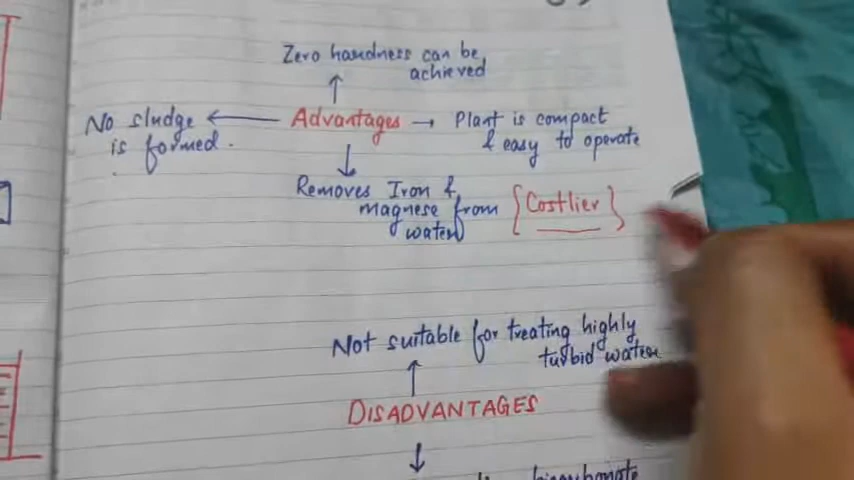 Zero hardness can be
achieved
No sludge
is formed.
Advantages
Plant is compact
& easy to operate
Removes Iron &
magnese from
water
{Costlier}
Not suitable for treating highly
turbid water
DISADVANTAGES
bicarbonate